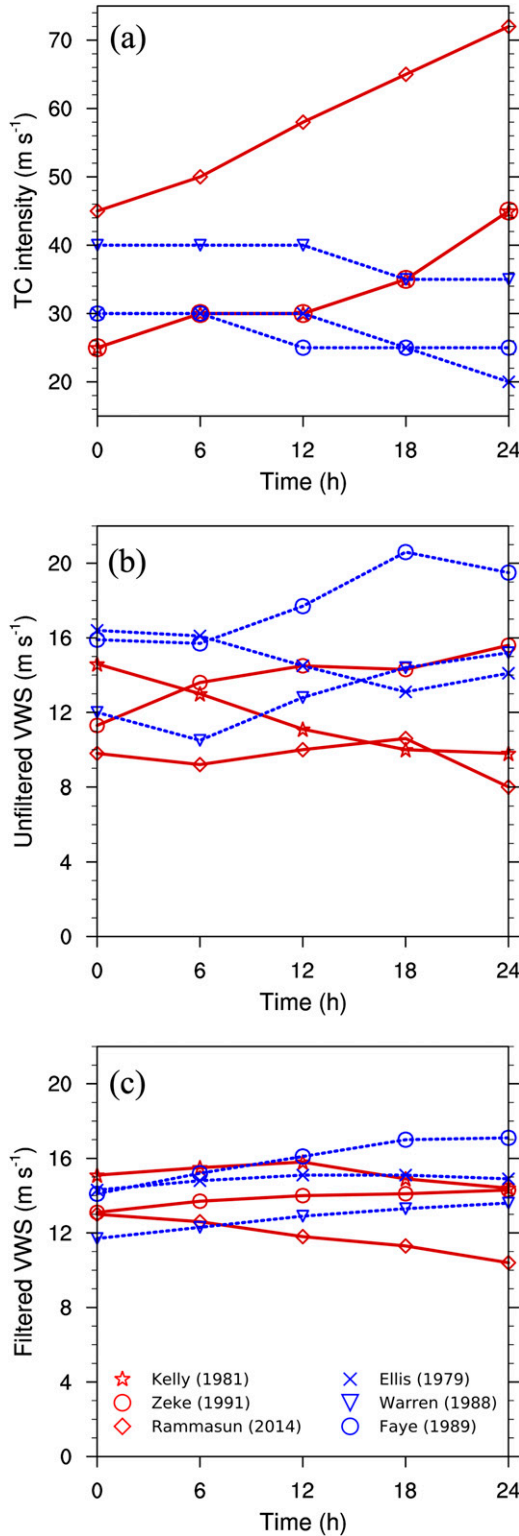 (a)
TC intensity (m s-1)
70
60
50
40
30
20
0 6 12 18 24
Time (h)
(b)
Unfiltered VWS (m s-1)
20
16
12
8
4
0
0 6 12 18 24
Time (h)
(c)
Filtered VWS (m s-1)
20
16
12
8
4
0
Kelly (1981) Ellis (1979)
Zeke (1991) Warren (1988)
Rammasun (2014) Faye (1989)
0 6 12 18 24
Time (h)